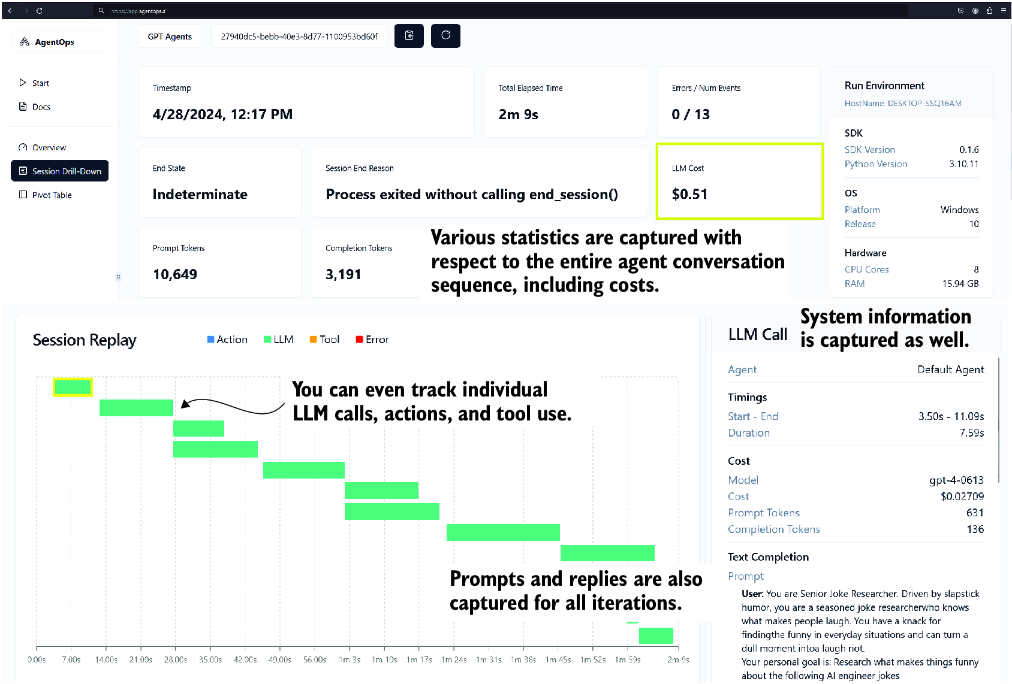 https://app.agentops.ai
AgentOps
GPT Agents
27940dc5-bebb-40e3-8d77-1100953bd60f
Start
Docs
Overview
Session Drill-Down
Pivot Table
Timestamp
4/28/2024, 12:17 PM
Total Elapsed Time
2m 9s
Errors / Num Events
0 / 13
End State
Indeterminate
Session End Reason
Process exited without calling end_session()
LLM Cost
$0.51
Prompt Tokens
10,649
Completion Tokens
3,191
Various statistics are captured with
respect to the entire agent conversation
sequence, including costs.
Run Environment
HostName: DESKTOP-SSQ16AM
SDK
SDK Version 0.1.6
Python Version 3.10.11
OS
Platform Windows
Release 10
Hardware
CPU Cores 8
RAM 15.94 GB
System information
is captured as well.
Session Replay
Action LLM Tool Error
You can even track individual
LLM calls, actions, and tool use.
Prompts and replies are also
captured for all iterations.
0.00s 7.00s 14.00s 21.00s 28.00s 35.00s 42.00s 49.00s 56.00s 1m 3s 1m 10s 1m 17s 1m 24s 1m 31s 1m 38s 1m 45s 1m 52s 1m 59s 2m 9s
LLM Call
Agent Default Agent
Timings
Start - End 3.50s - 11.09s
Duration 7.59s
Cost
Model gpt-4-0613
Cost $0.02709
Prompt Tokens 631
Completion Tokens 136
Text Completion
Prompt
User: You are Senior Joke Researcher. Driven by slapstick
humor, you are a seasoned joke researcherwho knows
what makes people laugh. You have a knack for
findingthe funny in everyday situations and can turn a
dull moment intoa laugh riot.
Your personal goal is: Research what makes things funny
about the following AI engineer jokes